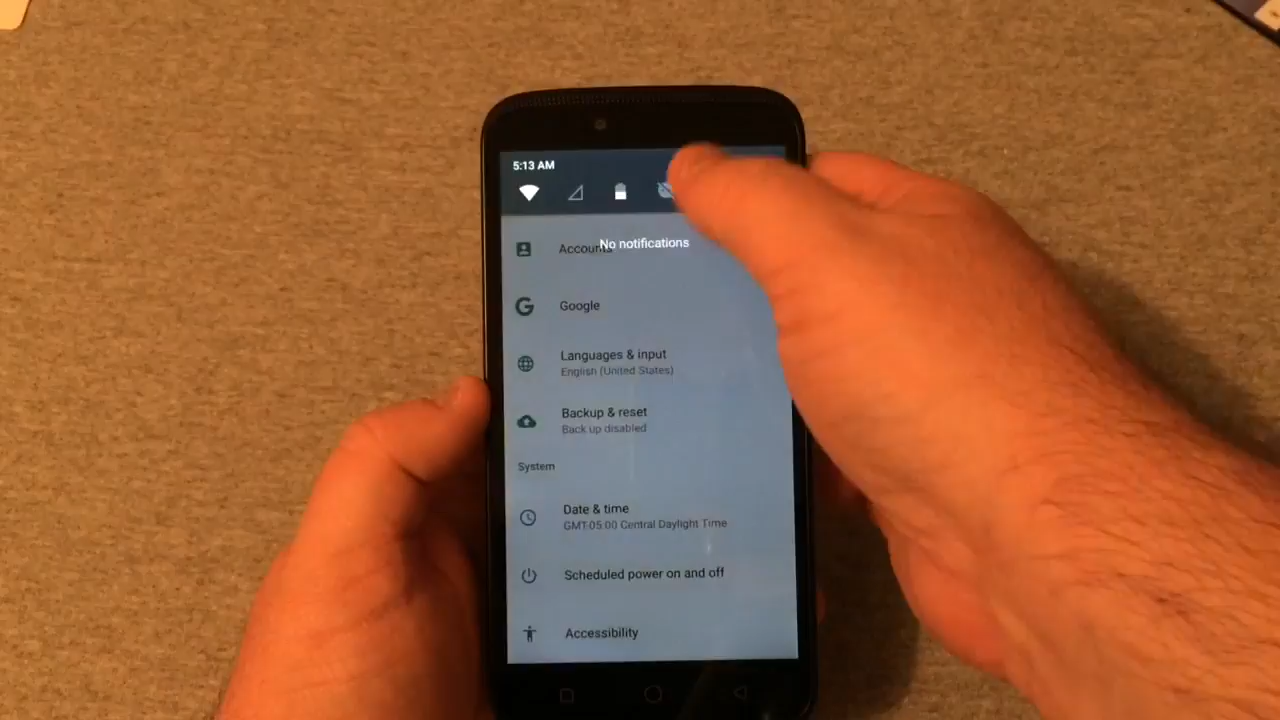 5:13 AM
No notifications
Accounts
Google
Languages & input
English (United States)
Backup & reset
Back up disabled
System
Date & time
GMT-05:00 Central Daylight Time
Scheduled power on and off
Accessibility